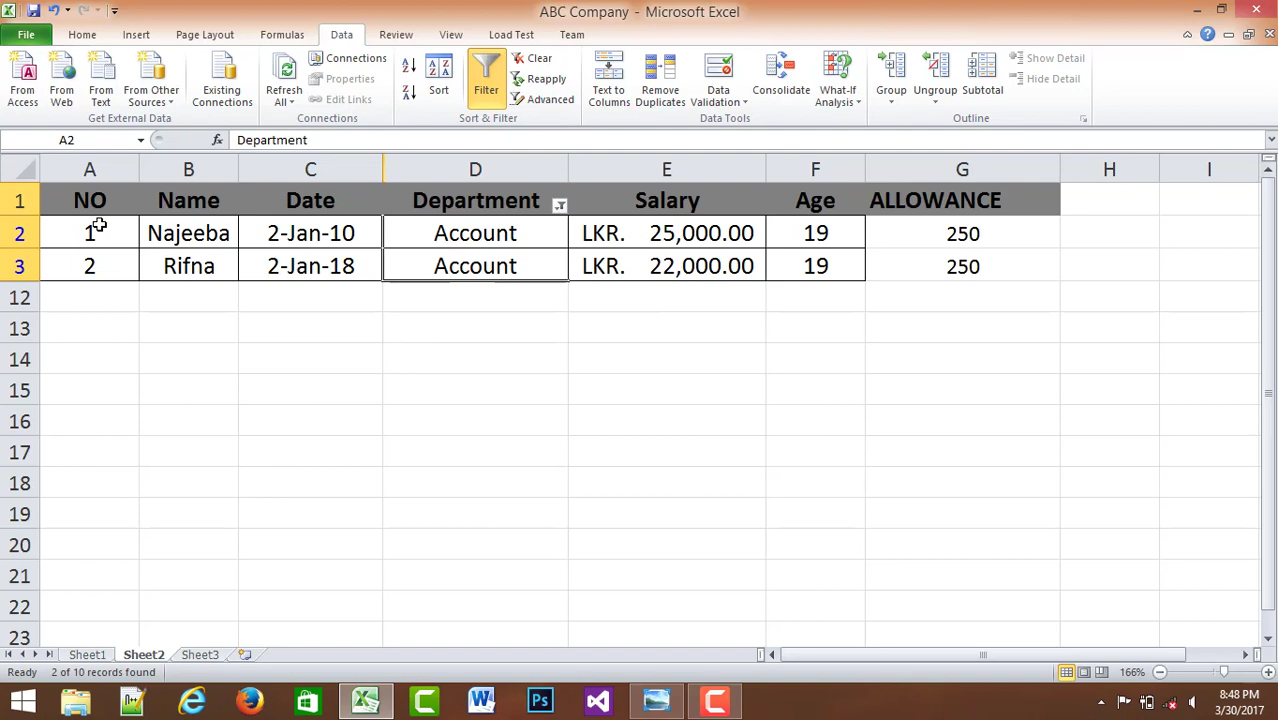 ABC Company - Microsoft Excel
File Home Insert Page Layout Formulas Data Review View Load Test Team
From Access
From Web
From Text
From Other Sources
Existing Connections
Get External Data
Refresh All
Connections
Properties
Edit Links
Connections
Sort
Filter
Clear
Reapply
Advanced
Sort & Filter
Text to Columns
Remove Duplicates
Data Validation
Consolidate
What-If Analysis
Data Tools
Group
Ungroup
Subtotal
Show Detail
Hide Detail
Outline
A2 fx Department
A B C D E F G H I
1 NO Name Date Department Salary Age ALLOWANCE
2 1 Najeeba 2-Jan-10 Account LKR. 25,000.00 19 250
3 2 Rifna 2-Jan-18 Account LKR. 22,000.00 19 250
12
13
14
15
16
17
18
19
20
21
22
23
Sheet1 Sheet2 Sheet3
Ready 2 of 10 records found 166%
8:48 PM
3/30/2017